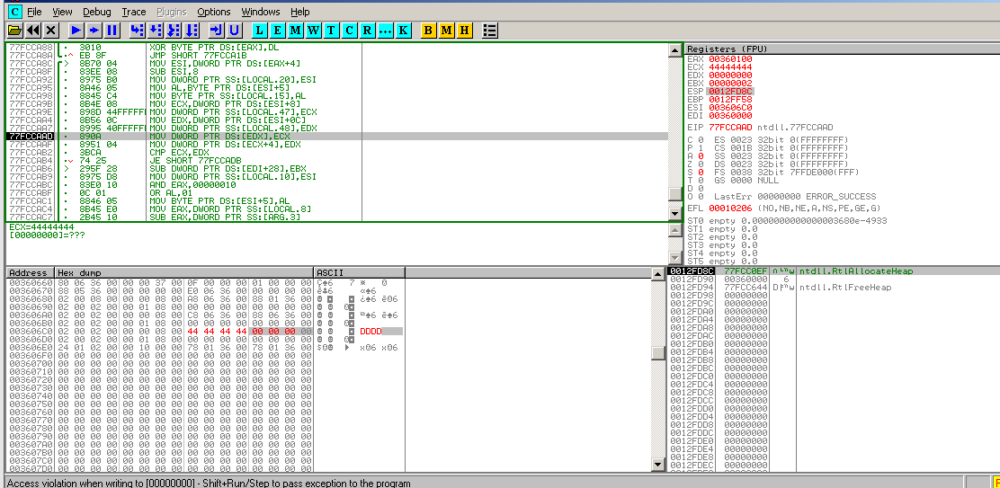 C File View Debug Trace Plugins Options Windows Help
L E M W T C R ... K B M H
77FCCA88 3010 XOR BYTE PTR DS:[EAX],DL
77FCCA8A EB 8F JMP SHORT 77FCCA1B
77FCCA8C 8B70 04 MOV ESI,DWORD PTR DS:[EAX+4]
77FCCA8F 83EE 08 SUB ESI,8
77FCCA92 8975 B0 MOV DWORD PTR SS:[LOCAL.20],ESI
77FCCA95 8A46 05 MOV AL,BYTE PTR DS:[ESI+5]
77FCCA98 8845 C4 MOV BYTE PTR SS:[LOCAL.15],AL
77FCCA9B 8B4E 08 MOV ECX,DWORD PTR DS:[ESI+8]
77FCCA9E 898D 44FFFFFF MOV DWORD PTR SS:[LOCAL.47],ECX
77FCCAA4 8B56 0C MOV EDX,DWORD PTR DS:[ESI+0C]
77FCCAA7 8995 40FFFFFF MOV DWORD PTR SS:[LOCAL.48],EDX
77FCCAAD 890A MOV DWORD PTR DS:[EDX],ECX
77FCCAAF 8951 04 MOV DWORD PTR DS:[ECX+4],EDX
77FCCAB2 3BCA CMP ECX,EDX
77FCCAB4 74 25 JE SHORT 77FCCADB
77FCCAB6 295F 28 SUB DWORD PTR DS:[EDI+28],EBX
77FCCAB9 8975 D8 MOV DWORD PTR SS:[LOCAL.10],ESI
77FCCABC 83E0 10 AND EAX,00000010
77FCCABF 0C 01 OR AL,01
77FCCAC1 8846 05 MOV BYTE PTR DS:[ESI+5],AL
77FCCAC4 8B45 E0 MOV EAX,DWORD PTR SS:[LOCAL.8]
77FCCAC7 2B45 10 SUB EAX,DWORD PTR SS:[ARG.3]
ECX=44444444
[00000000]=???
Registers (FPU)
EAX 00360100
ECX 44444444
EDX 00000000
EBX 00000002
ESP 0012FD8C
EBP 0012FF58
ESI 003606C0
EDI 00360000
EIP 77FCCAAD ntdll.77FCCAAD
C 0 ES 0023 32bit 0(FFFFFFFF)
P 1 CS 001B 32bit 0(FFFFFFFF)
A 0 SS 0023 32bit 0(FFFFFFFF)
Z 0 DS 0023 32bit 0(FFFFFFFF)
S 0 FS 0038 32bit 7FFDE000(FFF)
T 0 GS 0000 NULL
D 0
O 0 LastErr 00000000 ERROR_SUCCESS
EFL 00010206 (NO,NB,NE,A,NS,PE,GE,G)
ST0 empty 0.0000000000000003680e-4933
ST1 empty 0.0
ST2 empty 0.0
ST3 empty 0.0
ST4 empty 0.0
ST5 empty 0.0
Address Hex dump ASCII
00360660 80 06 36 00 00 00 37 00 0F 00 00 00 01 00 00 00
00360670 88 05 36 00 00 00 00 00 E0 06 36 00 00 00 00 00
00360680 02 00 02 00 00 00 08 00 A8 06 36 00 88 01 36 00
00360690 02 00 02 00 00 01 08 00 00 00 00 00 00 00 00 00
003606A0 02 00 02 00 00 00 08 00 C8 06 36 00 88 06 36 00
003606B0 02 00 02 00 00 01 08 00 00 00 00 00 00 00 00 00
003606C0 02 00 02 00 00 00 08 00 44 44 44 44 00 00 00 00 DDDD
003606D0 02 00 02 00 00 01 08 00 00 00 00 00 00 00 00 00
003606E0 24 01 02 00 00 10 00 00 78 01 36 00 78 01 36 00 x06 x06
003606F0 00 00 00 00 00 00 00 00 00 00 00 00 00 00 00 00
00360700 00 00 00 00 00 00 00 00 00 00 00 00 00 00 00 00
00360710 00 00 00 00 00 00 00 00 00 00 00 00 00 00 00 00
00360720 00 00 00 00 00 00 00 00 00 00 00 00 00 00 00 00
00360730 00 00 00 00 00 00 00 00 00 00 00 00 00 00 00 00
00360740 00 00 00 00 00 00 00 00 00 00 00 00 00 00 00 00
00360750 00 00 00 00 00 00 00 00 00 00 00 00 00 00 00 00
00360760 00 00 00 00 00 00 00 00 00 00 00 00 00 00 00 00
00360770 00 00 00 00 00 00 00 00 00 00 00 00 00 00 00 00
00360780 00 00 00 00 00 00 00 00 00 00 00 00 00 00 00 00
00360790 00 00 00 00 00 00 00 00 00 00 00 00 00 00 00 00
003607A0 00 00 00 00 00 00 00 00 00 00 00 00 00 00 00 00
003607B0 00 00 00 00 00 00 00 00 00 00 00 00 00 00 00 00
003607C0 00 00 00 00 00 00 00 00 00 00 00 00 00 00 00 00
003607D0 00 00 00 00 00 00 00 00 00 00 00 00 00 00 00 00
0012FD8C 77FCC0EF ntdll.RtlAllocateHeap
0012FD90 00360000 6
0012FD94 77FCC644 ntdll.RtlFreeHeap
0012FD9C 00000000
0012FDA0 00000000
0012FDA4 00000000
0012FDA8 00000000
0012FDAC 00000000
0012FDB0 00000000
0012FDB4 00000000
0012FDB8 00000000
0012FDBC 00000000
0012FDC0 00000000
0012FDC4 00000000
0012FDC8 00000000
0012FDCC 00000000
0012FDD0 00000000
0012FDD4 00000000
0012FDD8 00000000
0012FDDC 00000000
0012FDE0 00000000
0012FDE4 00000000
0012FDE8 00000000
0012FDEC 00000000
Access violation when writing to [00000000] - Shift+Run/Step to pass exception to the program